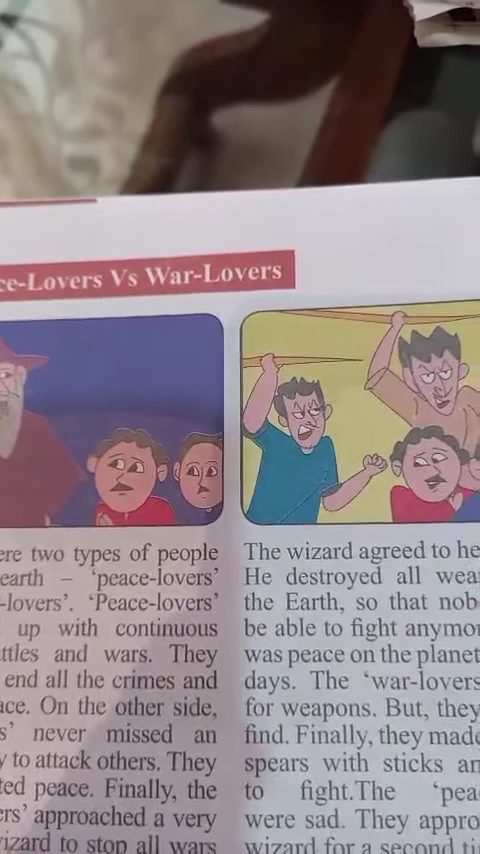 ce-Lovers Vs War-Lovers
ere two types of people
earth – ‘peace-lovers’
-lovers’. ‘Peace-lovers’
up with continuous
ttles and wars. They
end all the crimes and
ace. On the other side,
s’ never missed an
y to attack others. They
ted peace. Finally, the
ers’ approached a very
wizard to stop all wars
The wizard agreed to he
He destroyed all wea
the Earth, so that nob
be able to fight anymo
was peace on the planet
days. The ‘war-lovers
for weapons. But, they
find. Finally, they made
spears with sticks an
to fight.The ‘pea
were sad. They appro
wizard for a second ti